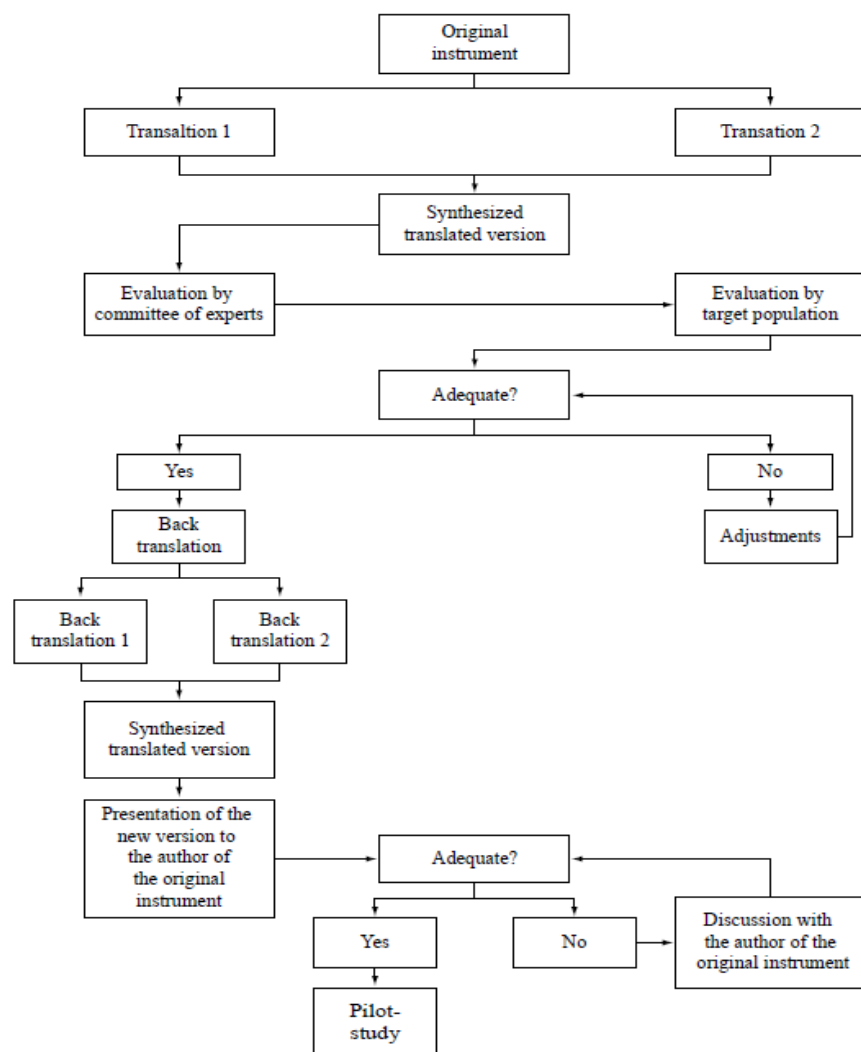 Original
instrument
Transaltion 1
Transation 2
Synthesized
translated version
Evaluation by
committee of experts
Evaluation by
target population
Adequate?
Yes
No
Back
translation
Adjustments
Back
translation 1
Back
translation 2
Synthesized
translated version
Presentation of the
new version to
the author of
the original
instrument
Adequate?
Yes
No
Discussion with
the author of the
original instrument
Pilot-
study